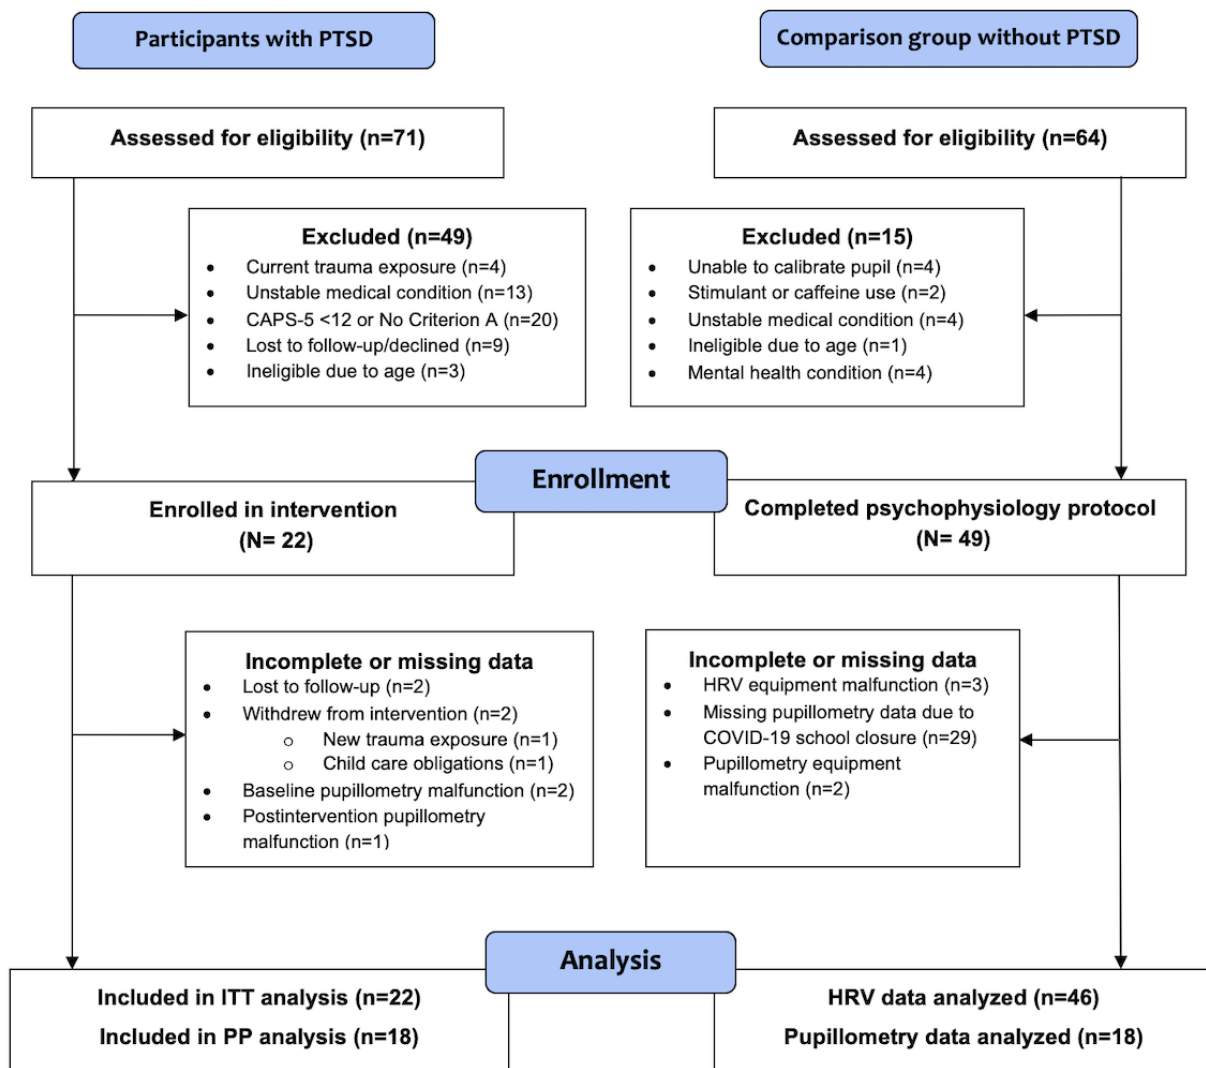 Participants with PTSD
Comparison group without PTSD
Assessed for eligibility (n=71)
Assessed for eligibility (n=64)
Excluded (n=49)
• Current trauma exposure (n=4)
• Unstable medical condition (n=13)
• CAPS-5 <12 or No Criterion A (n=20)
• Lost to follow-up/declined (n=9)
• Ineligible due to age (n=3)
Excluded (n=15)
• Unable to calibrate pupil (n=4)
• Stimulant or caffeine use (n=2)
• Unstable medical condition (n=4)
• Ineligible due to age (n=1)
• Mental health condition (n=4)
Enrollment
Enrolled in intervention
(N= 22)
Completed psychophysiology protocol
(N= 49)
Incomplete or missing data
• Lost to follow-up (n=2)
• Withdrew from intervention (n=2)
o New trauma exposure (n=1)
o Child care obligations (n=1)
• Baseline pupillometry malfunction (n=2)
• Postintervention pupillometry
malfunction (n=1)
Incomplete or missing data
• HRV equipment malfunction (n=3)
• Missing pupillometry data due to
COVID-19 school closure (n=29)
• Pupillometry equipment
malfunction (n=2)
Analysis
Included in ITT analysis (n=22)
Included in PP analysis (n=18)
HRV data analyzed (n=46)
Pupillometry data analyzed (n=18)